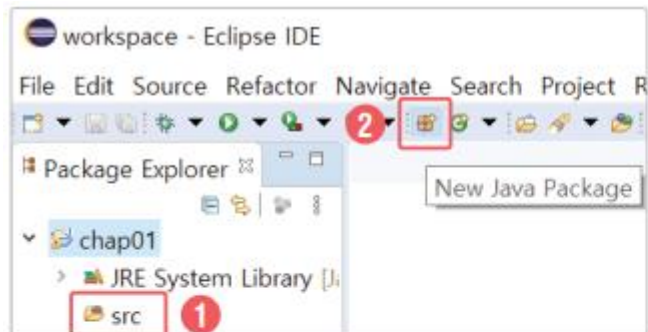 workspace - Eclipse IDE
File Edit Source Refactor Navigate Search Project R
2
Package Explorer
New Java Package
chap01
JRE System Library [J
src 1